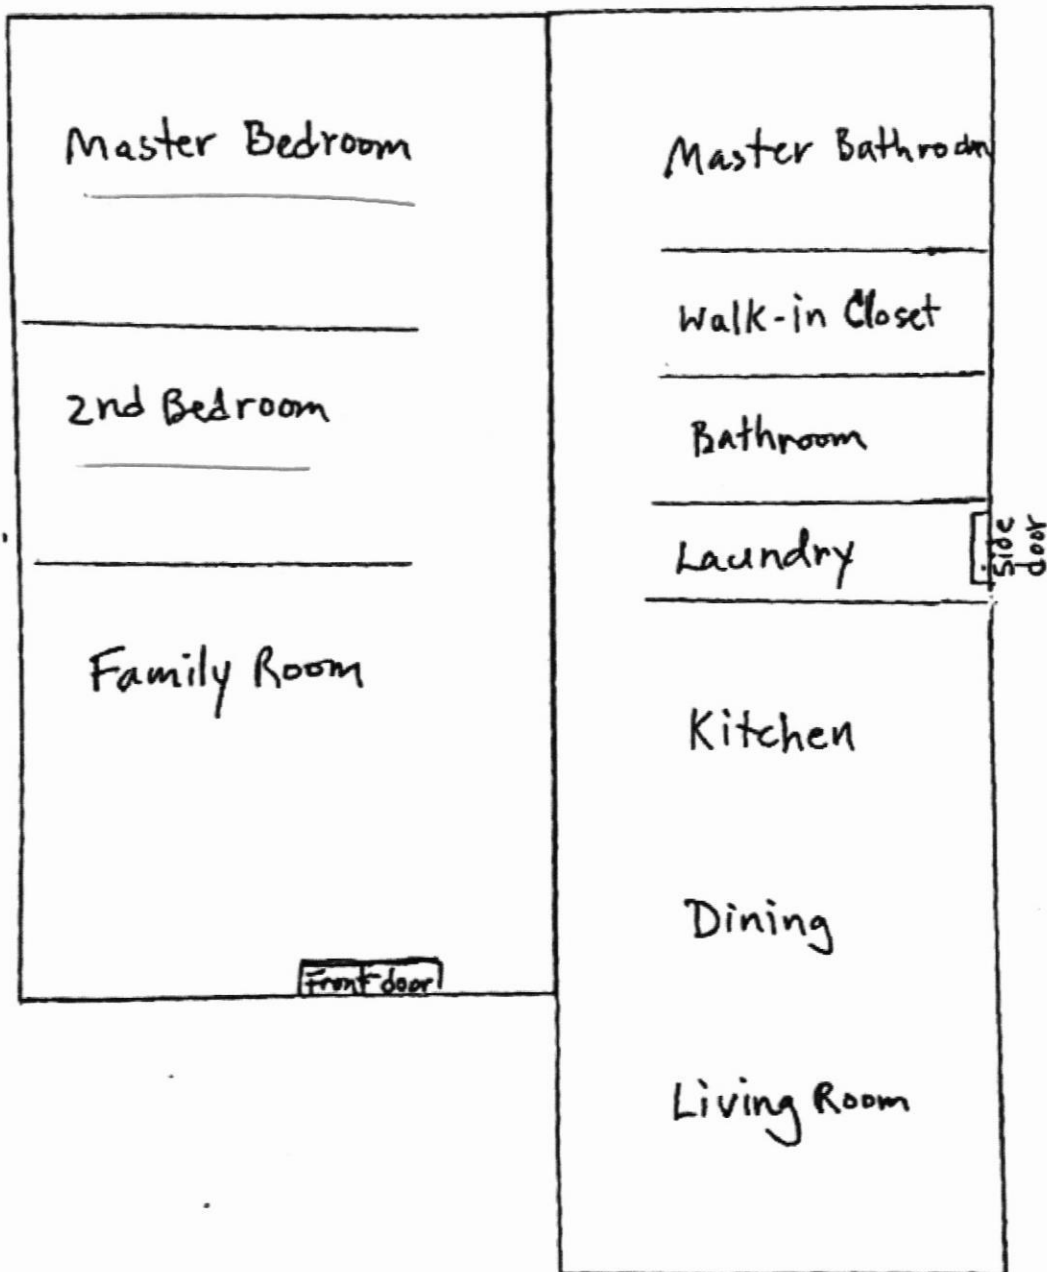 Master Bedroom
2nd Bedroom
Family Room
Front door
Master Bathroom
Walk-in Closet
Bathroom
Laundry
Side
door
Kitchen
Dining
Living Room